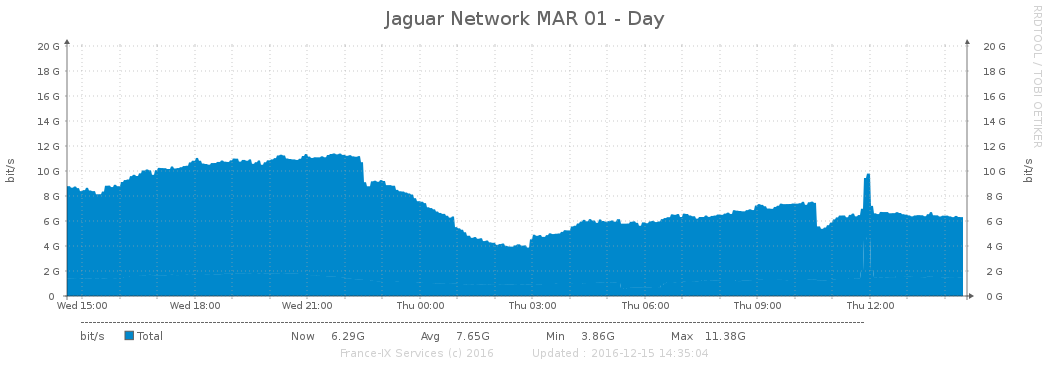 Jaguar Network MAR 01 - Day
RRDTOOL / TOBI OETIKER
20 G 20 G
18 G 18 G
16 G 16 G
14 G 14 G
12 G 12 G
10 G 10 G
8 G 8 G
6 G 6 G
4 G 4 G
2 G 2 G
0 0 G
bit/s bit/s
Wed 15:00 Wed 18:00 Wed 21:00 Thu 00:00 Thu 03:00 Thu 06:00 Thu 09:00 Thu 12:00
bit/s Total Now 6.29G Avg 7.65G Min 3.86G Max 11.38G
France-IX Services (c) 2016 Updated : 2016-12-15 14:35:04